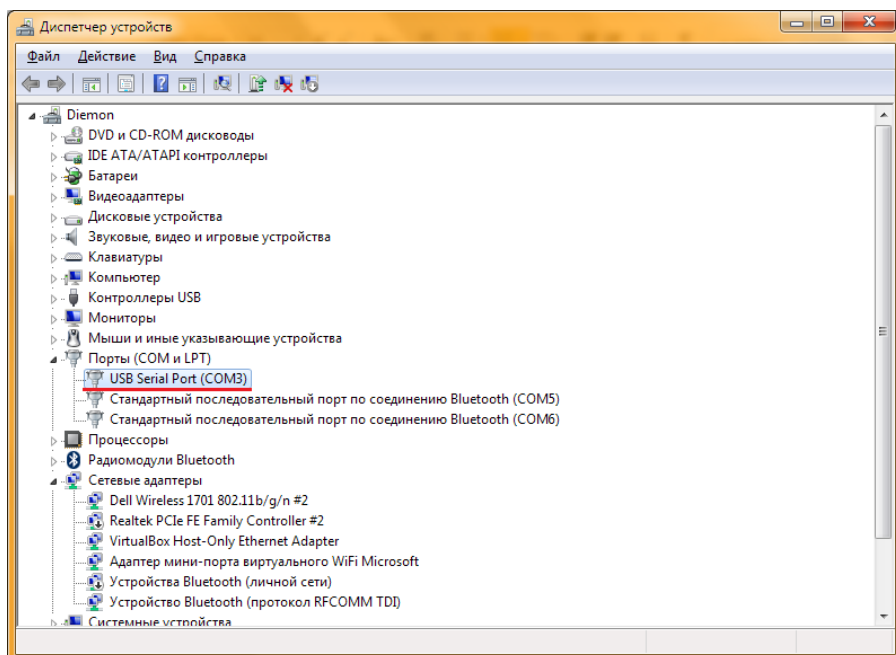 Диспетчер устройств
Файл Действие Вид Справка
Diemon
DVD и CD-ROM дисководы
IDE ATA/ATAPI контроллеры
Батареи
Видеоадаптеры
Дисковые устройства
Звуковые, видео и игровые устройства
Клавиатуры
Компьютер
Контроллеры USB
Мониторы
Мыши и иные указывающие устройства
Порты (COM и LPT)
USB Serial Port (COM3)
Стандартный последовательный порт по соединению Bluetooth (COM5)
Стандартный последовательный порт по соединению Bluetooth (COM6)
Процессоры
Радиомодули Bluetooth
Сетевые адаптеры
Dell Wireless 1701 802.11b/g/n #2
Realtek PCIe FE Family Controller #2
VirtualBox Host-Only Ethernet Adapter
Адаптер мини-порта виртуального WiFi Microsoft
Устройства Bluetooth (личной сети)
Устройство Bluetooth (протокол RFCOMM TDI)
Системные устройства